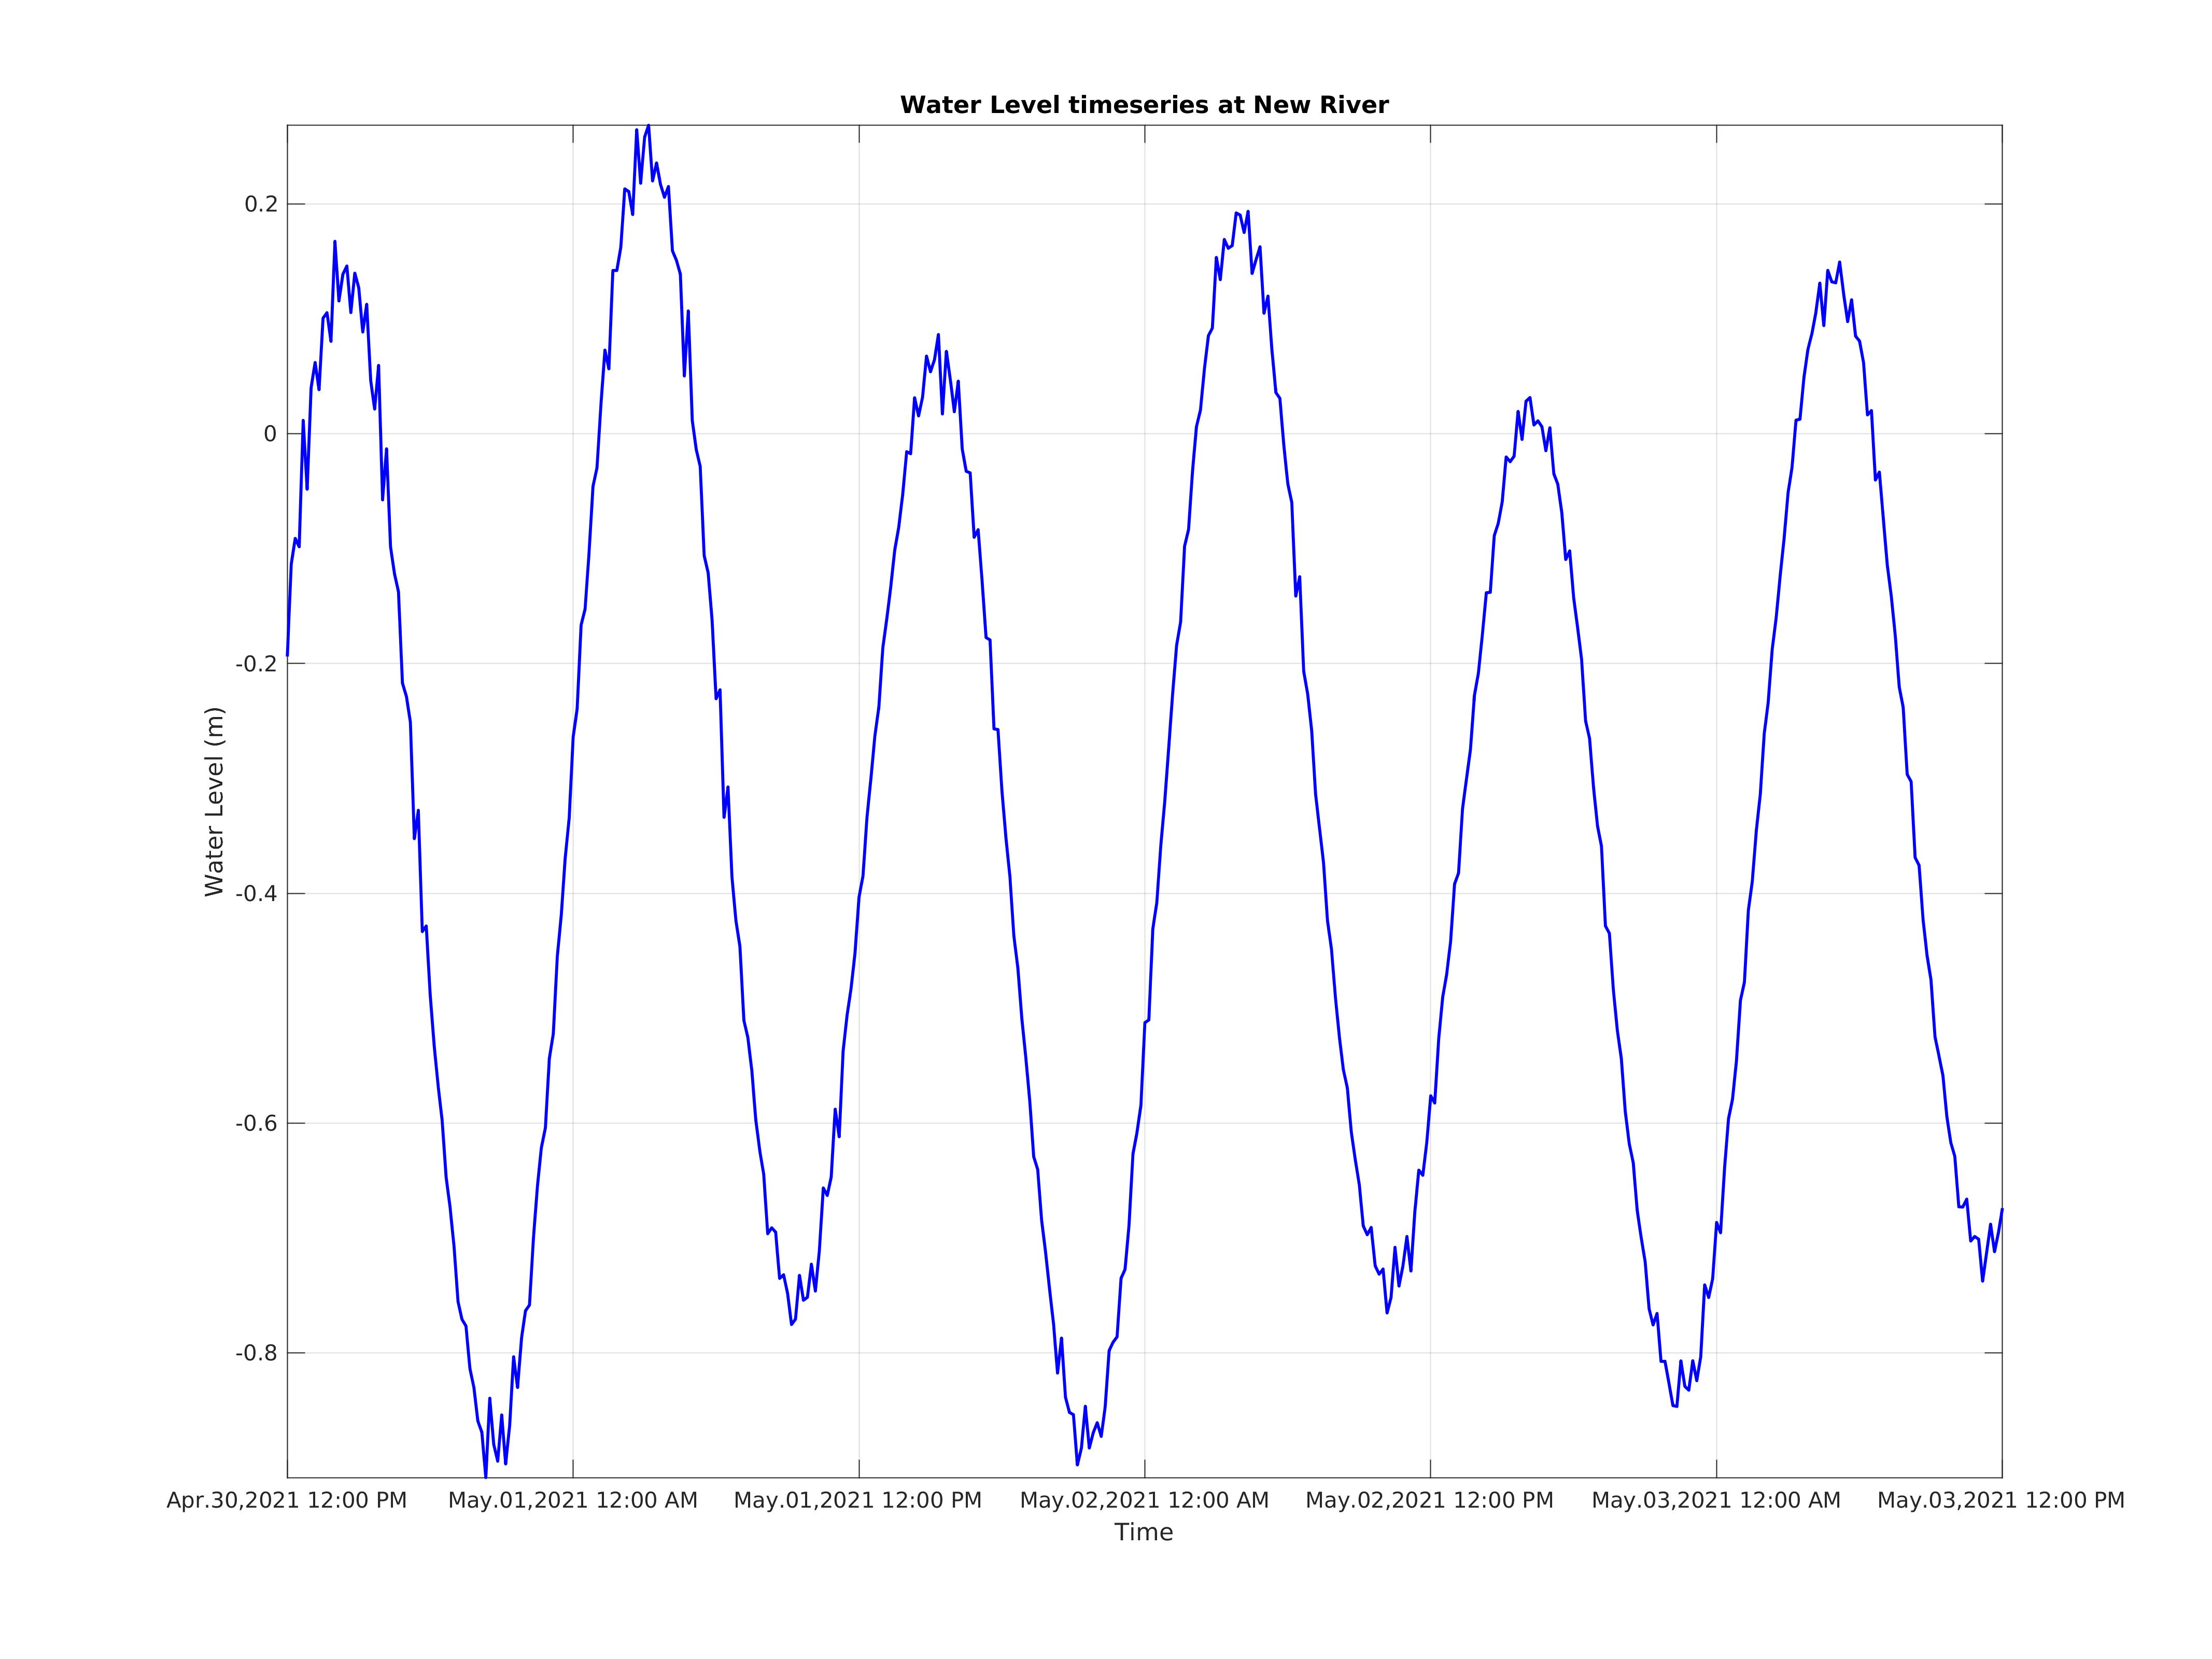 Water Level timeseries at New River
0.2
0
-0.2
-0.4
-0.6
-0.8
Water Level (m)
Apr.30,2021 12:00 PM May.01,2021 12:00 AM May.01,2021 12:00 PM May.02,2021 12:00 AM May.02,2021 12:00 PM May.03,2021 12:00 AM May.03,2021 12:00 PM
Time